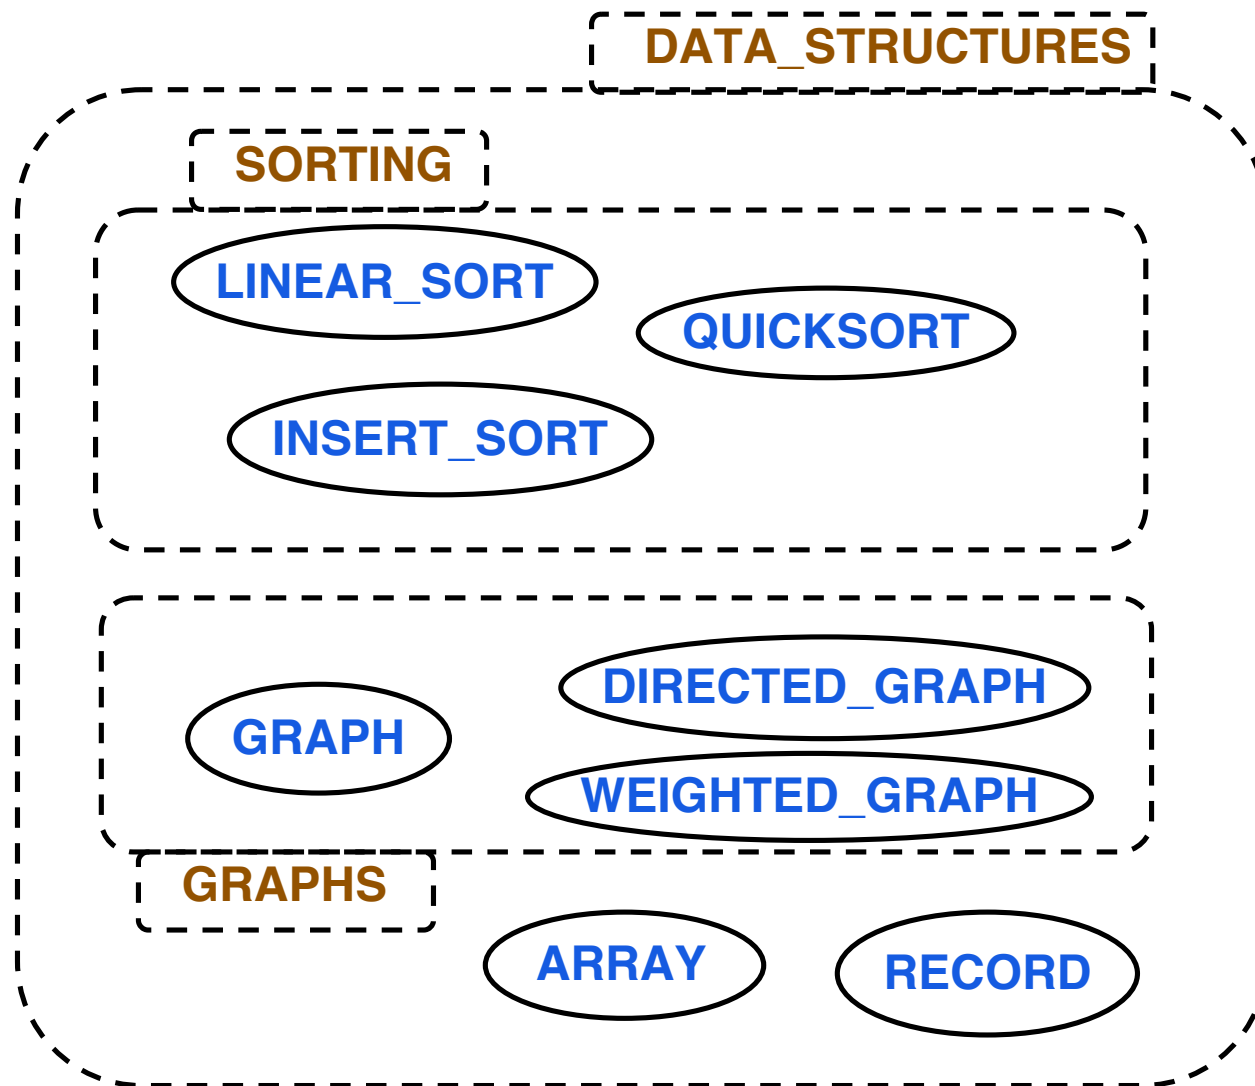 DATA_STRUCTURES
SORTING
LINEAR_SORT
QUICKSORT
INSERT_SORT
DIRECTED_GRAPH
GRAPH
WEIGHTED_GRAPH
GRAPHS
ARRAY
RECORD